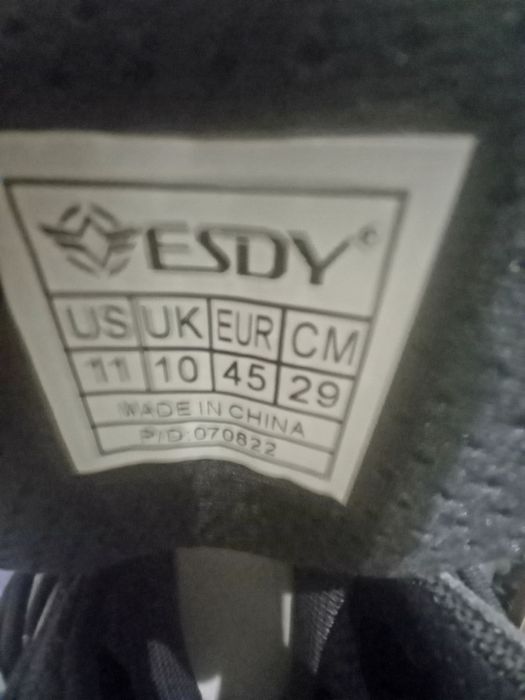 ESDY®
US UK EUR CM
11 10 45 29
MADE IN CHINA
P/D:070822